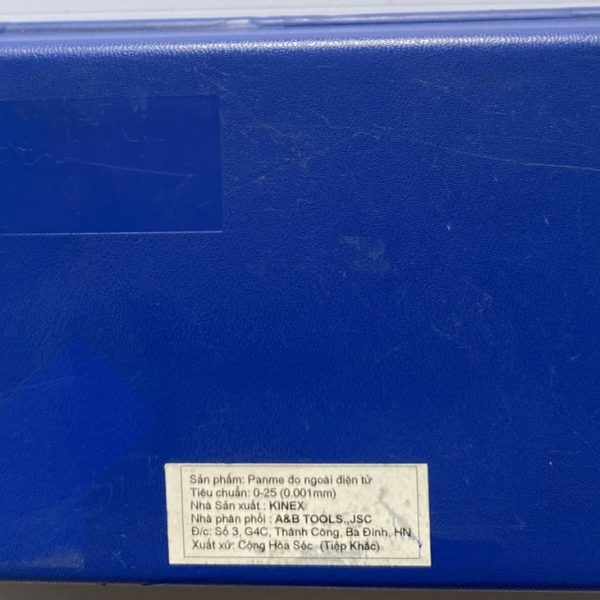 Sản phẩm: Panme đo ngoài điện tử
Tiêu chuẩn: 0-25 (0.001mm)
Nhà Sản xuất : KINEX
Nhà phân phối : A&B TOOLS.,JSC
Đ/c: Số 3, G4C, Thành Công, Ba Đình, HN
Xuất xứ: Cộng Hòa Séc (Tiệp Khắc)